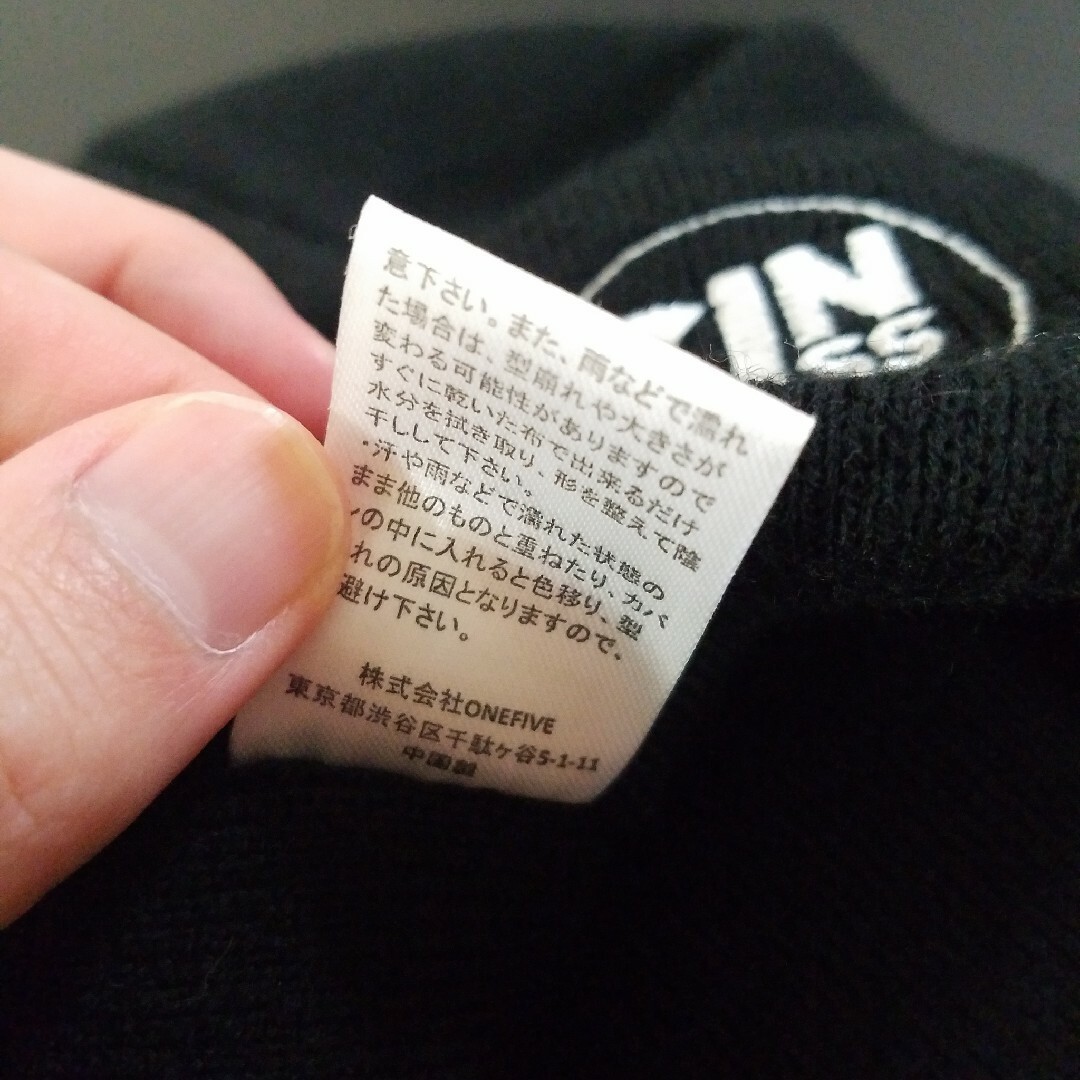 意下さい。また、雨などで濡れ
た場合は、型崩れや大きさが
変わる可能性がありますので
すぐに乾いた布で出来るだけ
水分を拭き取り、形を整えて陰
干しして下さい。
・汗や雨などで濡れた状態の
まま他のものと重ねたり、カバ
ンの中に入れると色移り、型
れの原因となりますので、
避け下さい。
株式会社ONEFIVE
東京都渋谷区千駄ヶ谷5-1-11
中国製
IN
SS